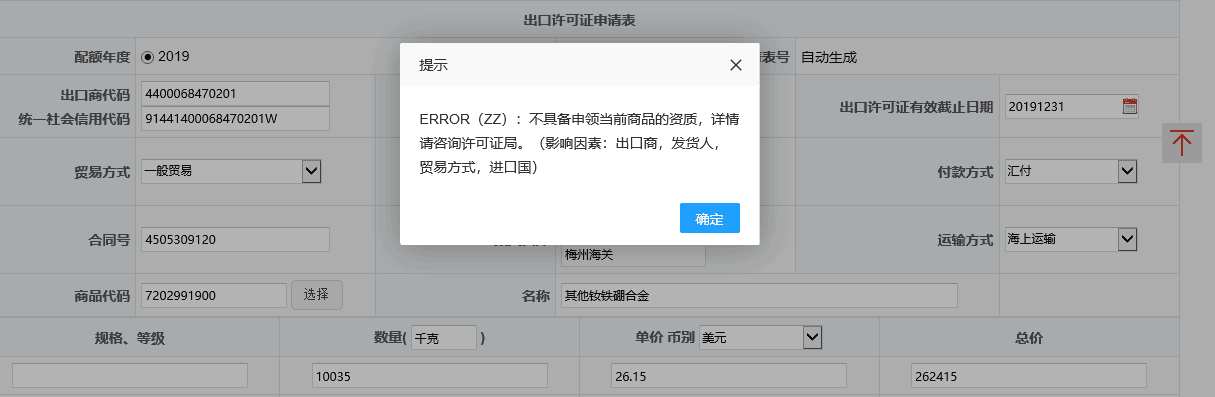 出口许可证申请表
配额年度 2019
表号 自动生成
提示
出口商代码 4400068470201
统一社会信用代码 91441400068470201W
出口许可证有效截止日期 20191231
ERROR（ZZ）：不具备申领当前商品的资质，详情
请咨询许可证局。（影响因素：出口商，发货人，
贸易方式，进口国）
贸易方式 一般贸易
付款方式 汇付
确定
合同号 4505309120
梅州海关
运输方式 海上运输
商品代码 7202991900 选择 名称 其他钕铁硼合金
规格、等级 数量( 千克 ) 单价 币别 美元 总价
10035 26.15 262415